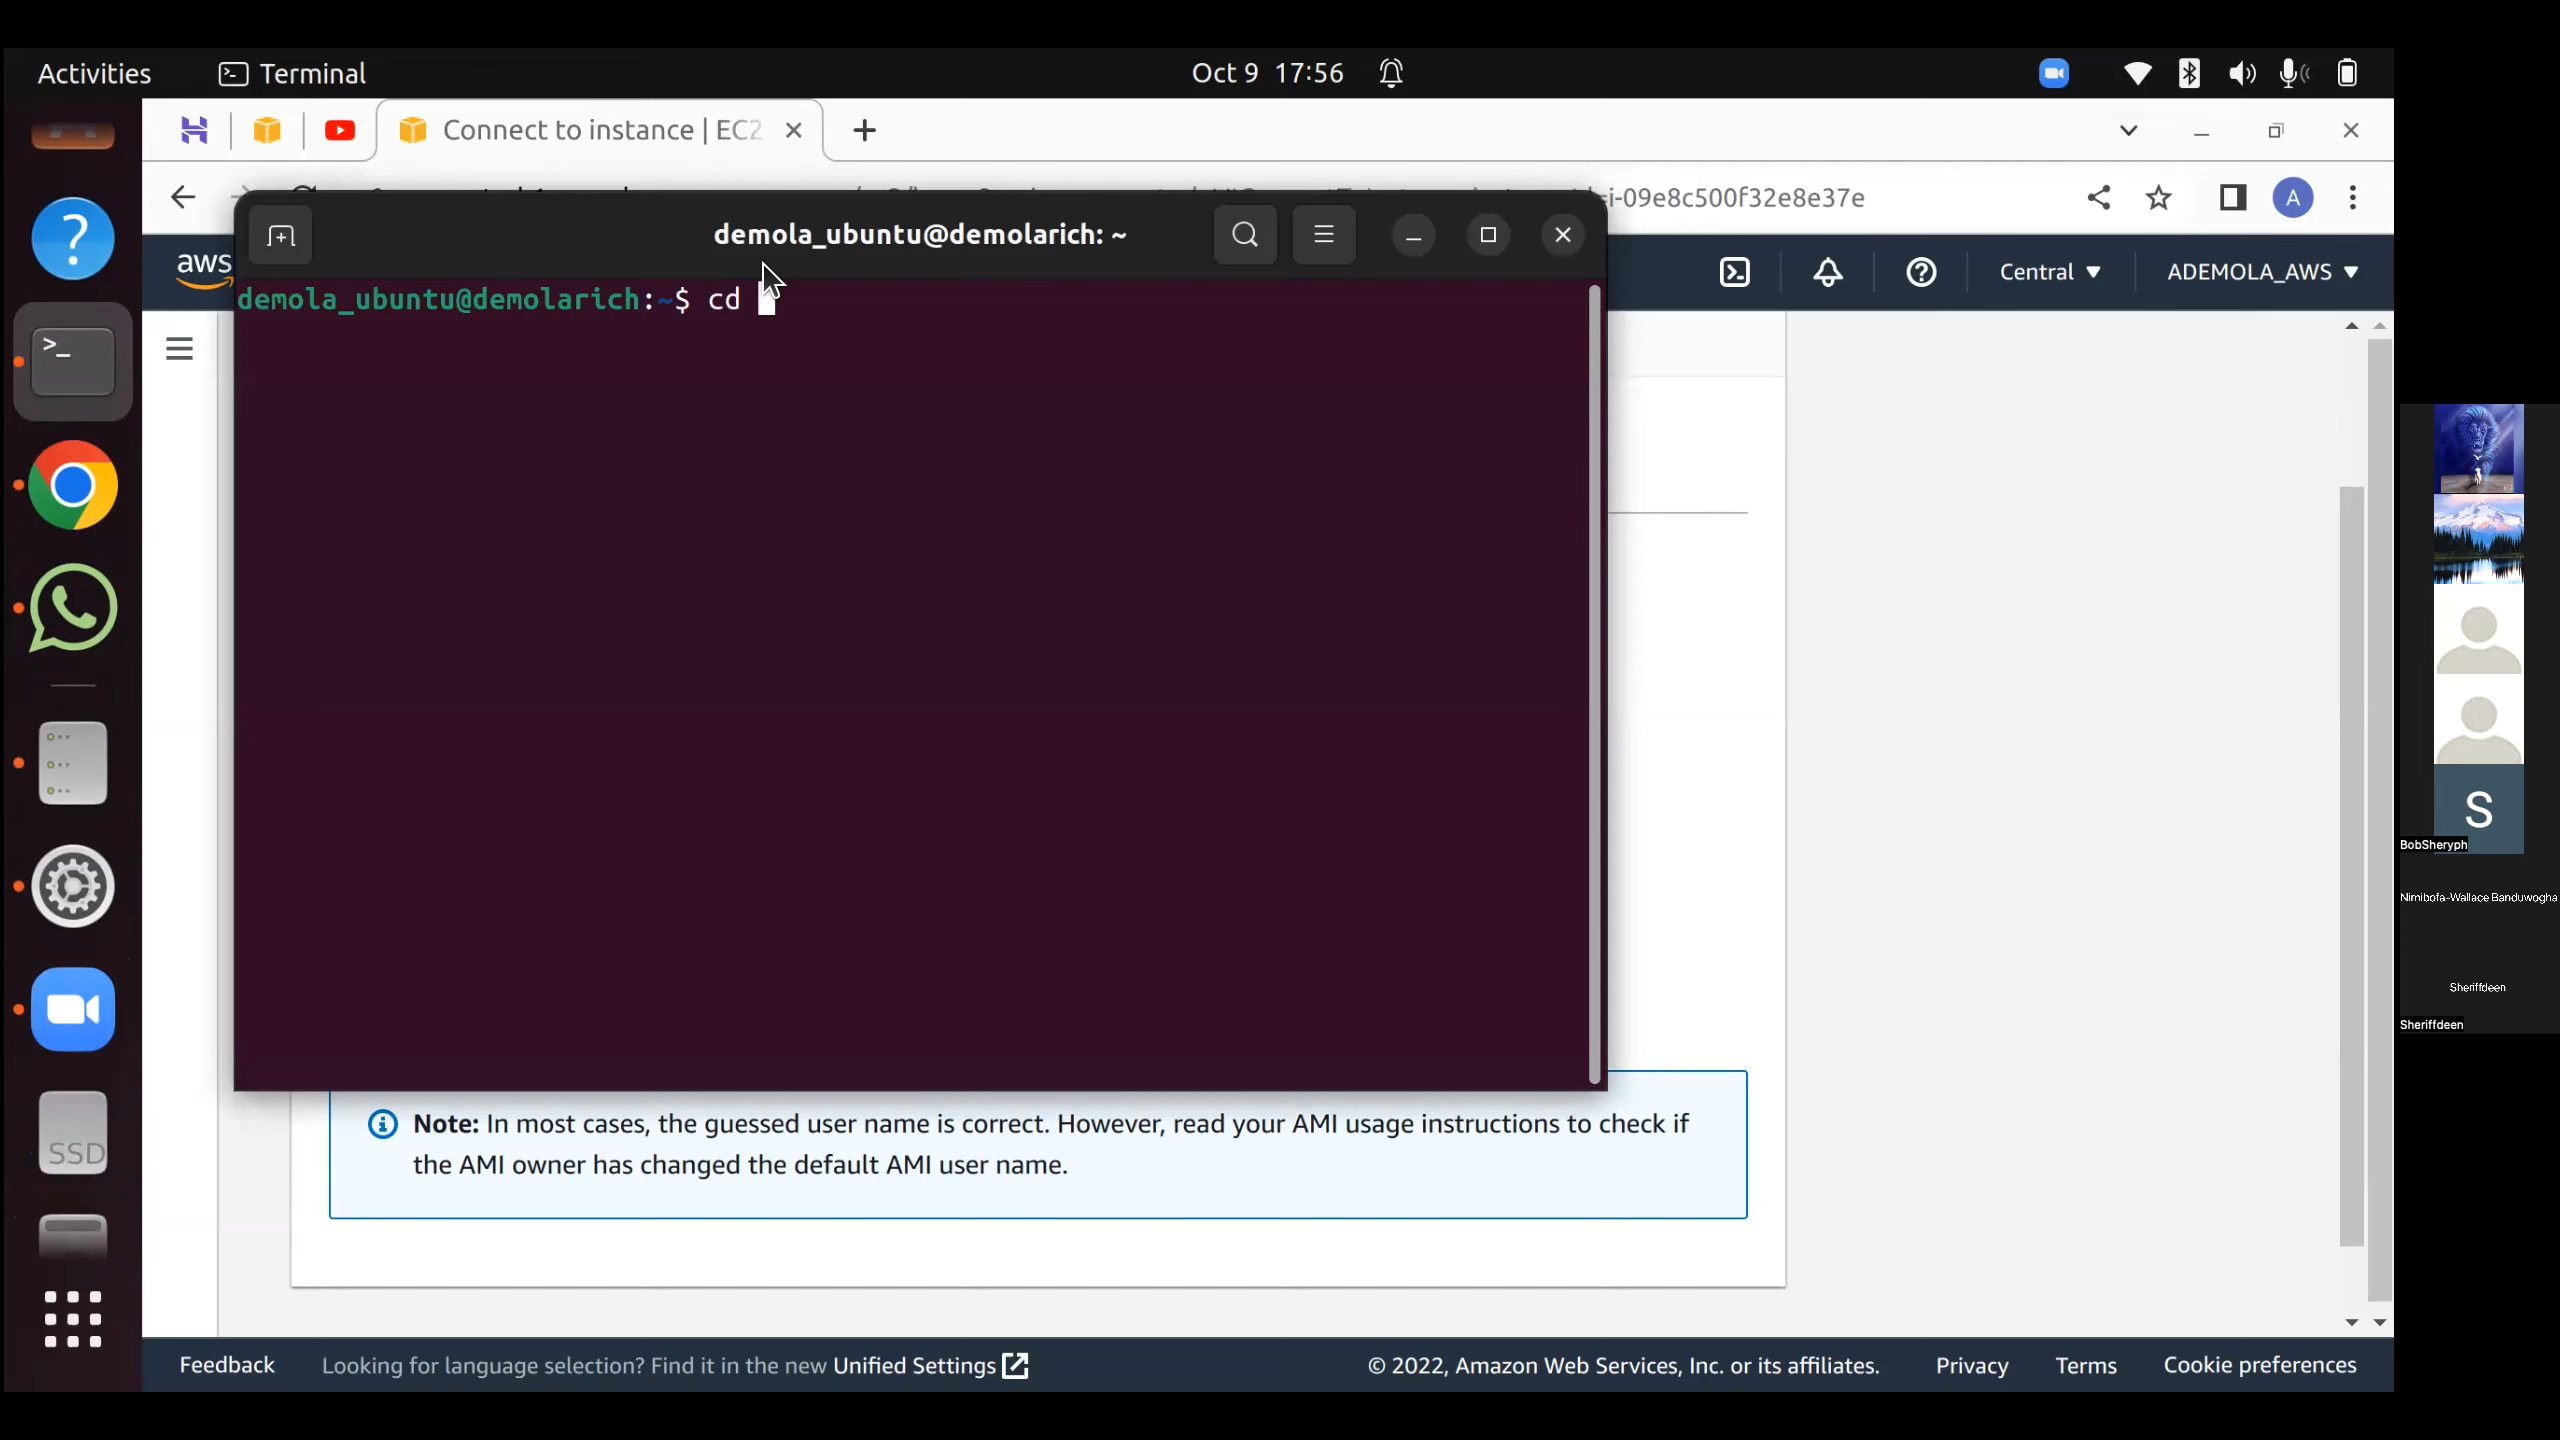 Activities
Terminal
Oct 9 17:56
Connect to instance | EC2
i-09e8c500f32e8e37e
A
demola_ubuntu@demolarich: ~
aws
Central
ADEMOLA_AWS
demola_ubuntu@demolarich:~$ cd
>_
SSD
S
BobSheryph
Nimibofa-Wallace Banduwogha
Sheriffdeen
Sheriffdeen
Note: In most cases, the guessed user name is correct. However, read your AMI usage instructions to check if
the AMI owner has changed the default AMI user name.
Feedback
Looking for language selection? Find it in the new Unified Settings
© 2022, Amazon Web Services, Inc. or its affiliates.
Privacy
Terms
Cookie preferences